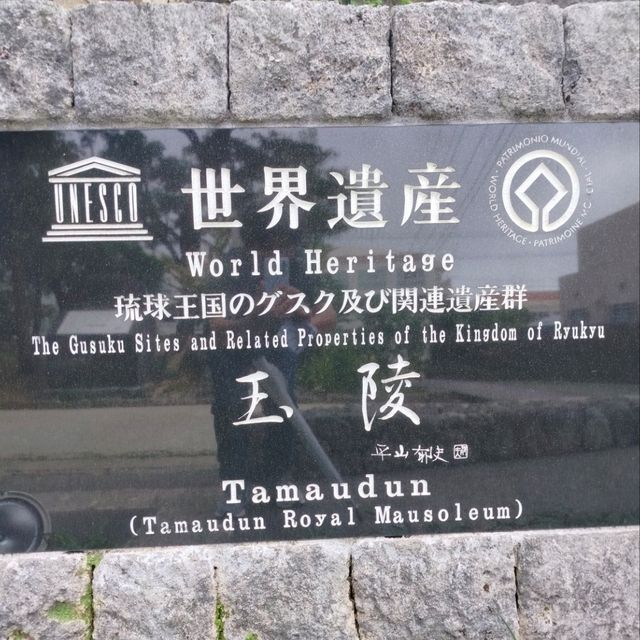 UNESCO
世界遺産
PATRIMONIO MUNDIAL
WORLD HERITAGE • PATRIMOINE MONDIAL
World Heritage
琉球王国のグスク及び関連遺産群
The Gusuku Sites and Related Properties of the Kingdom of Ryukyu
玉陵
平山郁夫
Tamaudun
(Tamaudun Royal Mausoleum)